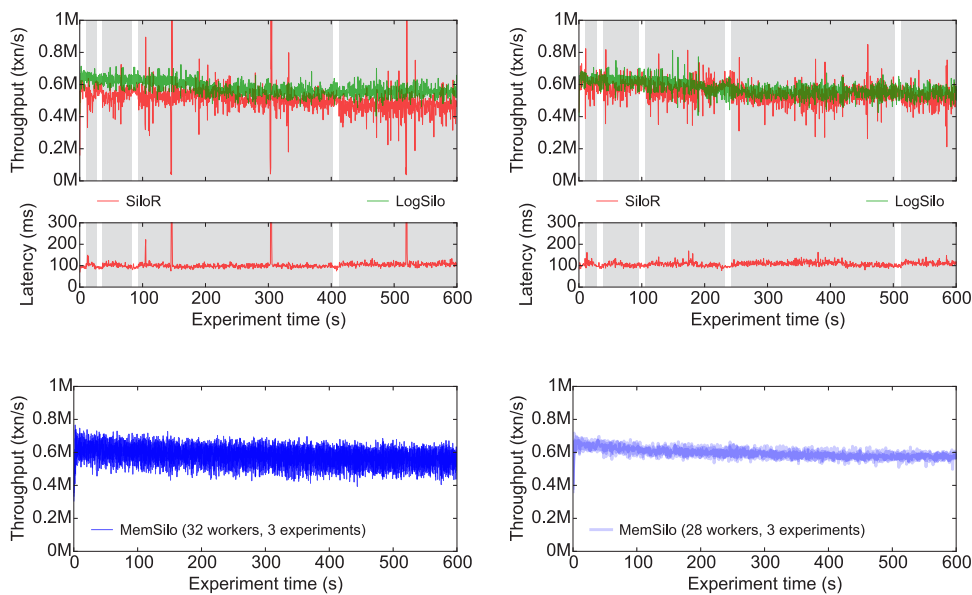 1M
0.8M
0.6M
0.4M
0.2M
0M
Throughput (txn/s)
SiloR
LogSilo
300
200
100
0
Latency (ms)
0 100 200 300 400 500 600
Experiment time (s)
1M
0.8M
0.6M
0.4M
0.2M
0M
Throughput (txn/s)
SiloR
LogSilo
300
200
100
0
Latency (ms)
0 100 200 300 400 500 600
Experiment time (s)
1M
0.8M
0.6M
0.4M
0.2M
0M
Throughput (txn/s)
MemSilo (32 workers, 3 experiments)
0 100 200 300 400 500 600
Experiment time (s)
1M
0.8M
0.6M
0.4M
0.2M
0M
Throughput (txn/s)
MemSilo (28 workers, 3 experiments)
0 100 200 300 400 500 600
Experiment time (s)